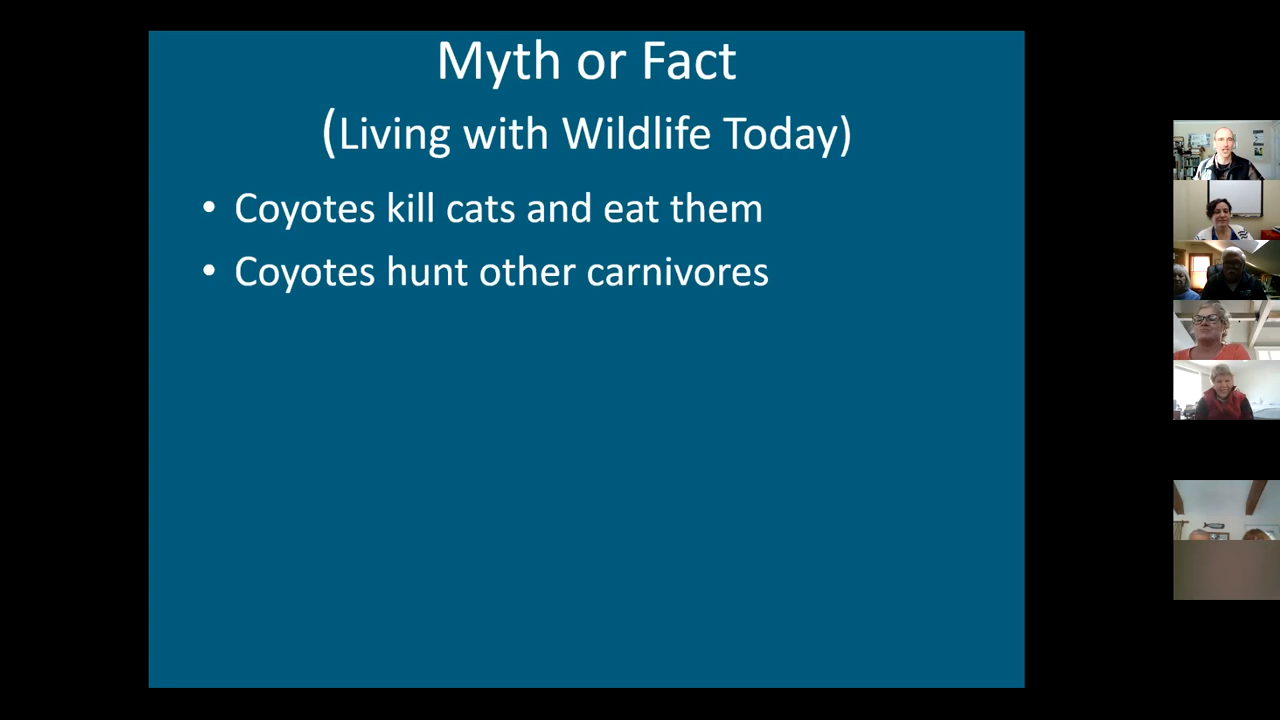 Myth or Fact
(Living with Wildlife Today)
• Coyotes kill cats and eat them
• Coyotes hunt other carnivores